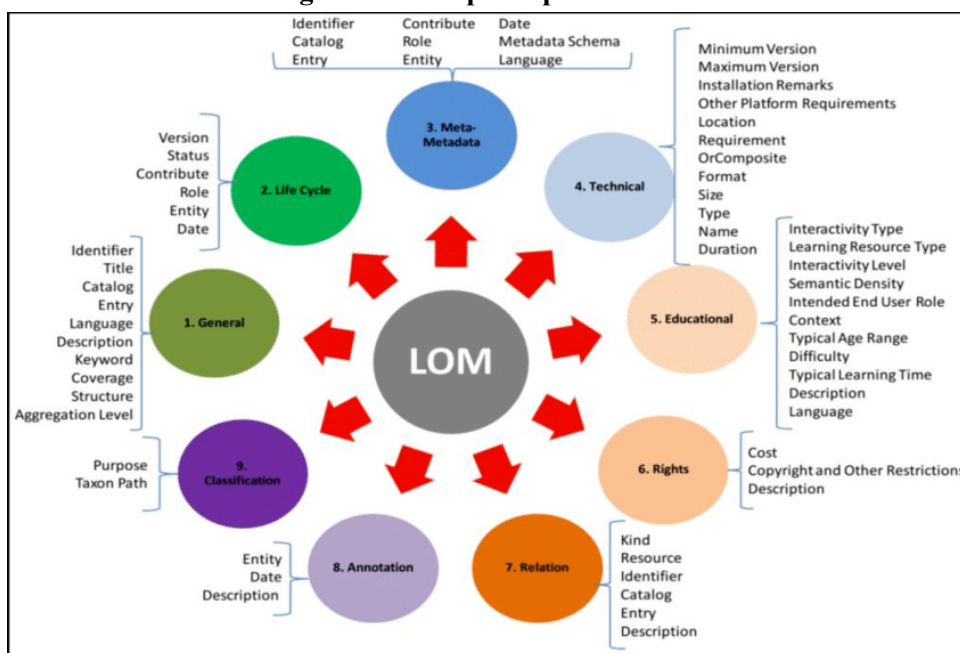 Identifier
Catalog
Entry
Contribute
Role
Entity
Date
Metadata Schema
Language
3. Meta-
Metadata
Minimum Version
Maximum Version
Installation Remarks
Other Platform Requirements
Location
Requirement
OrComposite
Format
Size
Type
Name
Duration
4. Technical
Version
Status
Contribute
Role
Entity
Date
2. Life Cycle
Identifier
Title
Catalog
Entry
Language
Description
Keyword
Coverage
Structure
Aggregation Level
1. General
LOM
5. Educational
Interactivity Type
Learning Resource Type
Interactivity Level
Semantic Density
Intended End User Role
Context
Typical Age Range
Difficulty
Typical Learning Time
Description
Language
Purpose
Taxon Path
9.
Classification
6. Rights
Cost
Copyright and Other Restrictions
Description
Entity
Date
Description
8. Annotation
7. Relation
Kind
Resource
Identifier
Catalog
Entry
Description